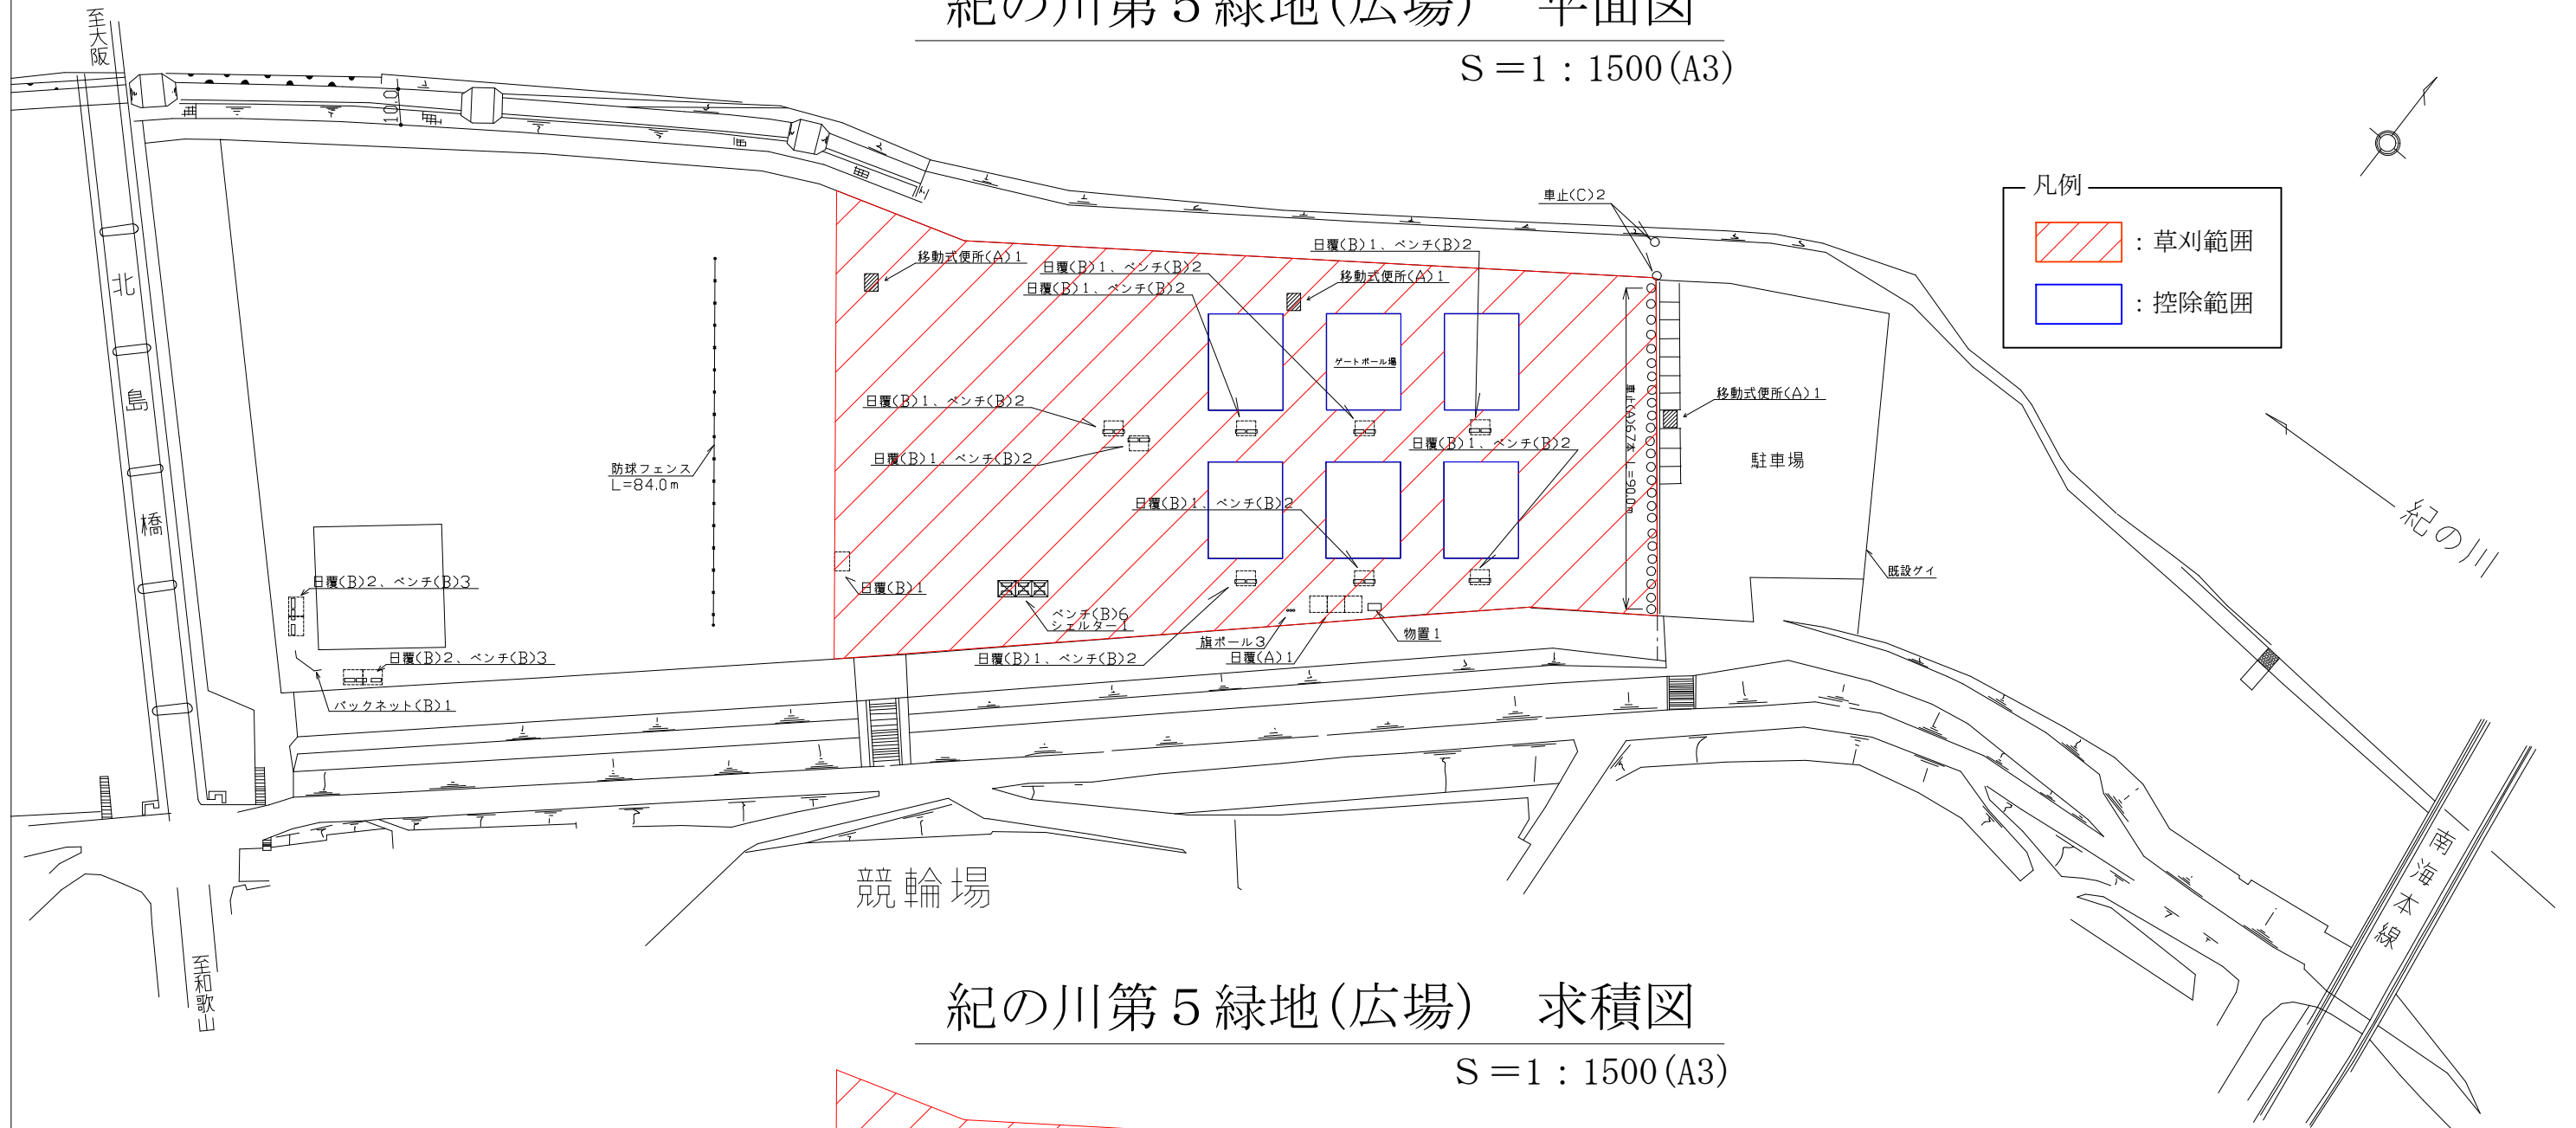 紀の川第５緑地(広場)　平面図
S＝1：1500(A3)
至大阪
10.0
凡例
：草刈範囲
：控除範囲
車止(C)2
移動式便所(A)1
日覆(B)1、ベンチ(B)2
日覆(B)1、ベンチ(B)2
日覆(B)1、ベンチ(B)2
移動式便所(A)1
北島橋
ゲートボール場
日覆(B)1、ベンチ(B)2
車止(A)67本 L=90.0m
移動式便所(A)1
日覆(B)1、ベンチ(B)2
日覆(B)1、ベンチ(B)2
駐車場
防球フェンス
L=84.0m
日覆(B)1、ベンチ(B)2
紀の川
既設グイ
日覆(B)2、ベンチ(B)3
日覆(B)1
ベンチ(B)6
シェルター1
旗ポール3
物置1
日覆(B)2、ベンチ(B)3
日覆(B)1、ベンチ(B)2
日覆(A)1
バックネット(B)1
競輪場
南海本線
至和歌山
紀の川第５緑地(広場)　求積図
S＝1：1500(A3)